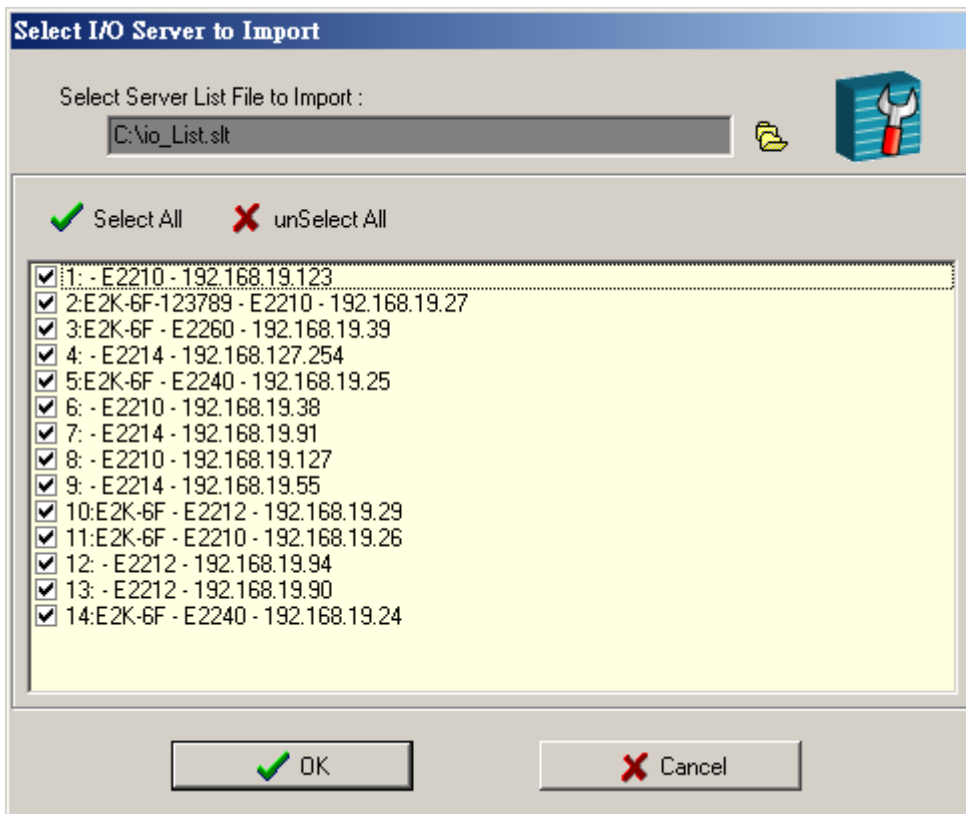 Select I/O Server to Import
Select Server List File to Import :
C:\io_List.slt
Select All unSelect All
1: - E2210 - 192.168.19.123
2:E2K-6F-123789 - E2210 - 192.168.19.27
3:E2K-6F - E2260 - 192.168.19.39
4: - E2214 - 192.168.127.254
5:E2K-6F - E2240 - 192.168.19.25
6: - E2210 - 192.168.19.38
7: - E2214 - 192.168.19.91
8: - E2210 - 192.168.19.127
9: - E2214 - 192.168.19.55
10:E2K-6F - E2212 - 192.168.19.29
11:E2K-6F - E2210 - 192.168.19.26
12: - E2212 - 192.168.19.94
13: - E2212 - 192.168.19.90
14:E2K-6F - E2240 - 192.168.19.24
OK Cancel